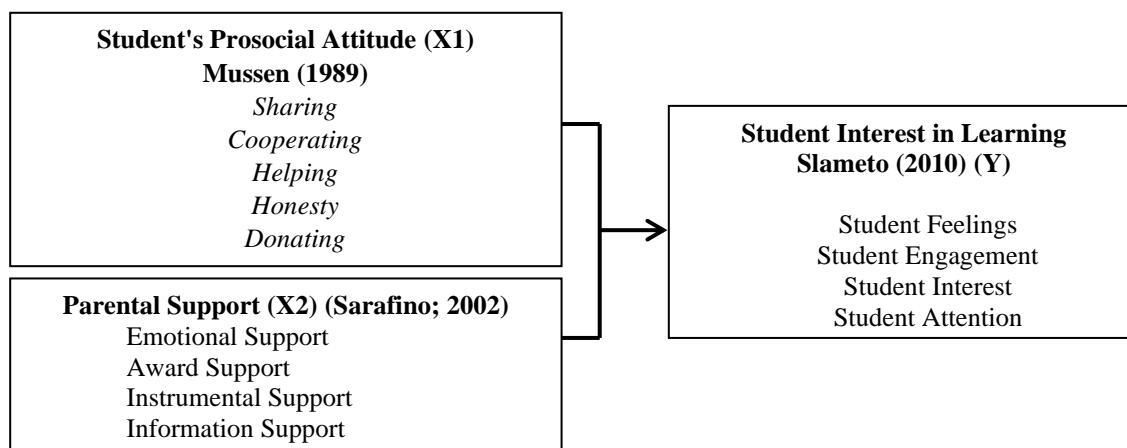 Student's Prosocial Attitude (X1)
Mussen (1989)
Sharing
Cooperating
Helping
Honesty
Donating
Parental Support (X2) (Sarafino; 2002)
Emotional Support
Award Support
Instrumental Support
Information Support
Student Interest in Learning
Slameto (2010) (Y)
Student Feelings
Student Engagement
Student Interest
Student Attention